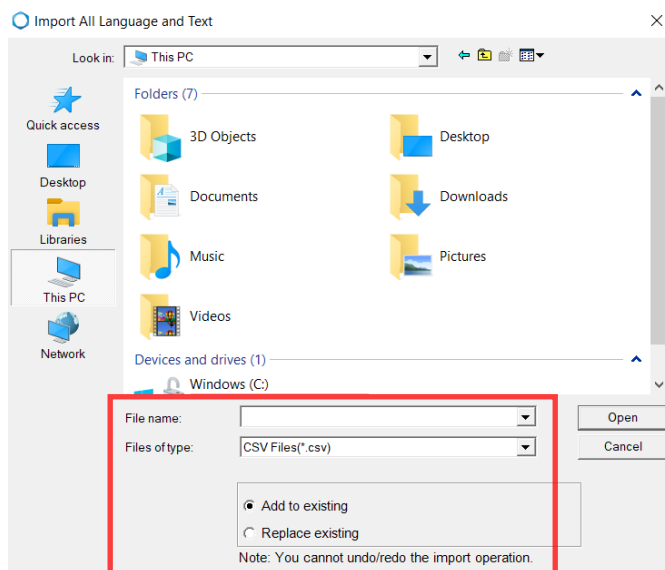 Import All Language and Text
Look in:
This PC
Quick access
Desktop
Libraries
This PC
Network
Folders (7)
3D Objects
Desktop
Documents
Downloads
Music
Pictures
Videos
Devices and drives (1)
Windows (C:)
File name:
Open
Files of type:
CSV Files(*.csv)
Cancel
Add to existing
Replace existing
Note: You cannot undo/redo the import operation.